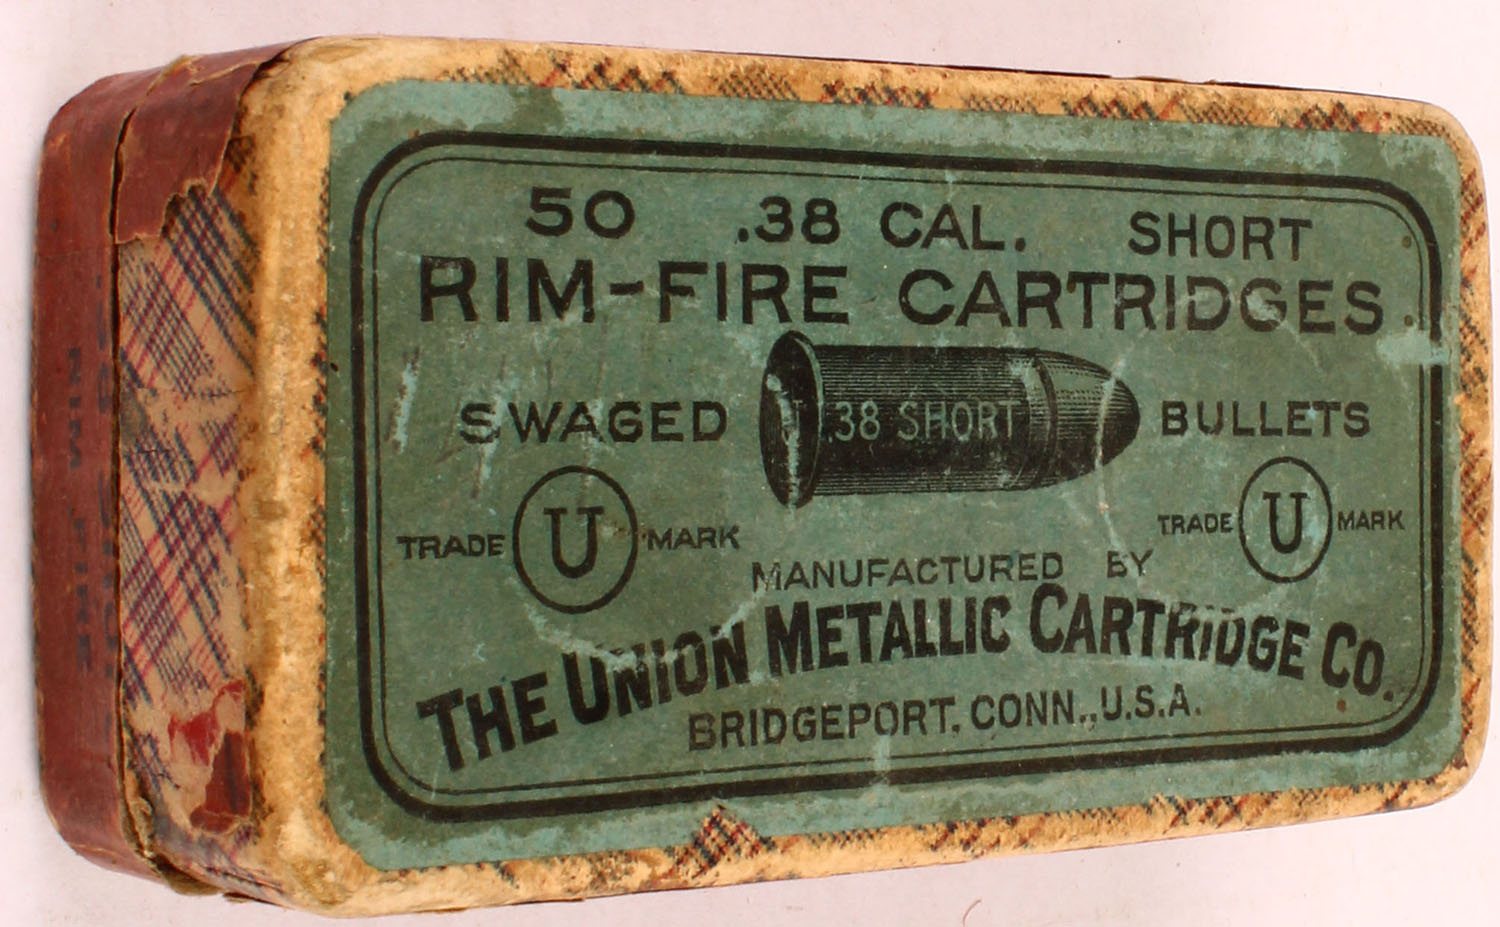 50 .38 CAL. SHORT
RIM-FIRE CARTRIDGES
SWAGED BULLETS
U .38 SHORT
TRADE U MARK
TRADE U MARK
MANUFACTURED BY
THE UNION METALLIC CARTRIDGE CO.
BRIDGEPORT, CONN., U.S.A.
RIM FIRE